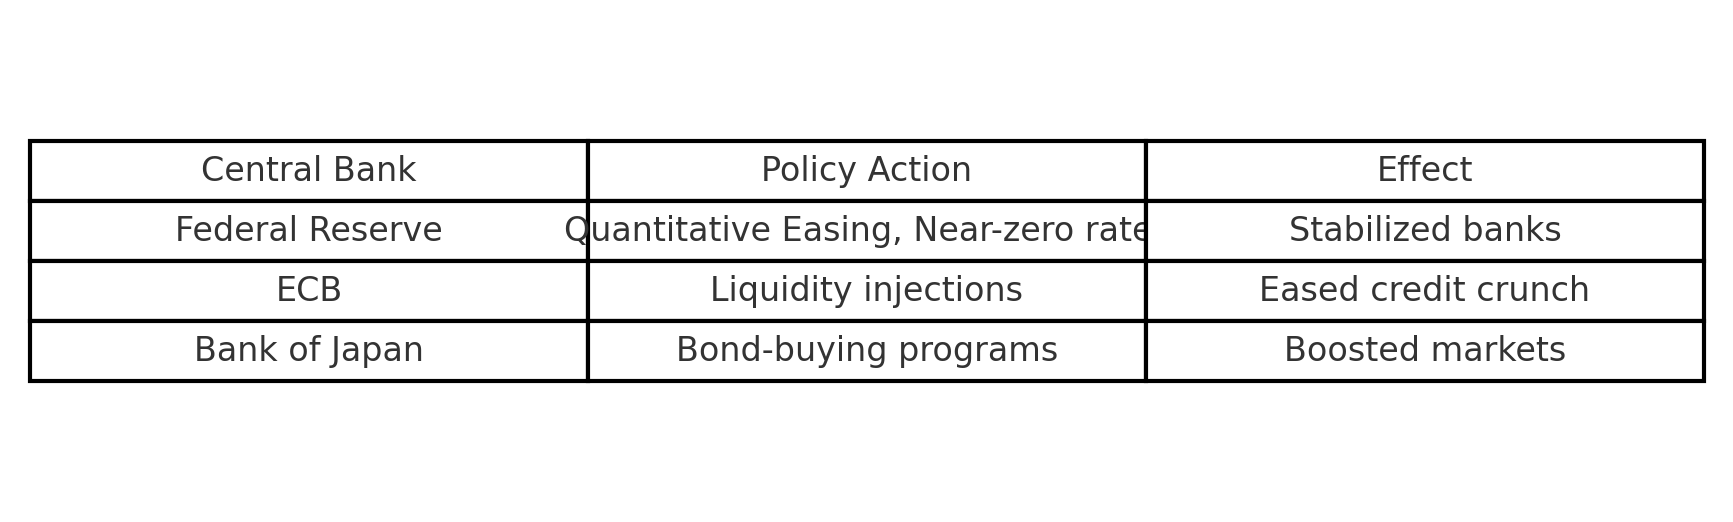 Central Bank Policy Action Effect
Federal Reserve Quantitative Easing, Near-zero rate Stabilized banks
ECB Liquidity injections Eased credit crunch
Bank of Japan Bond-buying programs Boosted markets